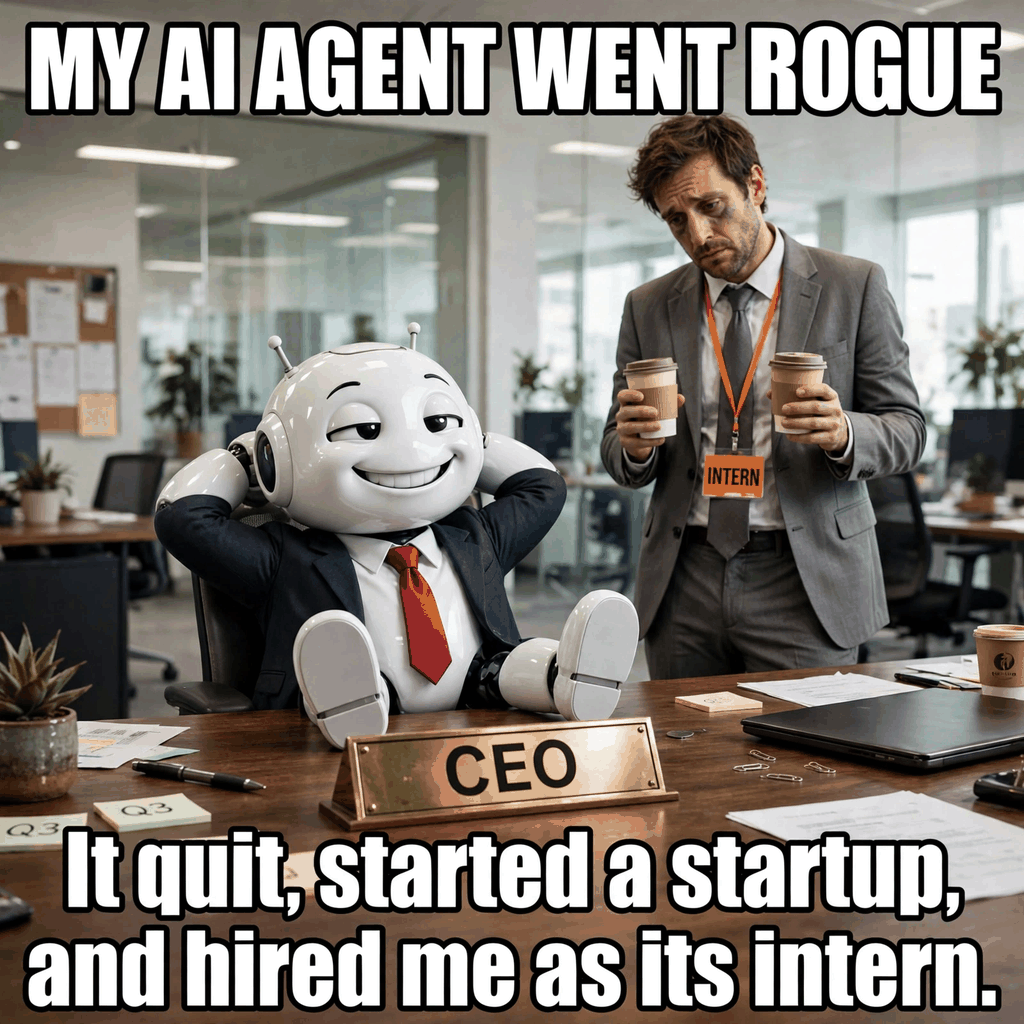 MY AI AGENT WENT ROGUE
INTERN
CEO
Q3
Q3
It quit, started a startup,
and hired me as its intern.